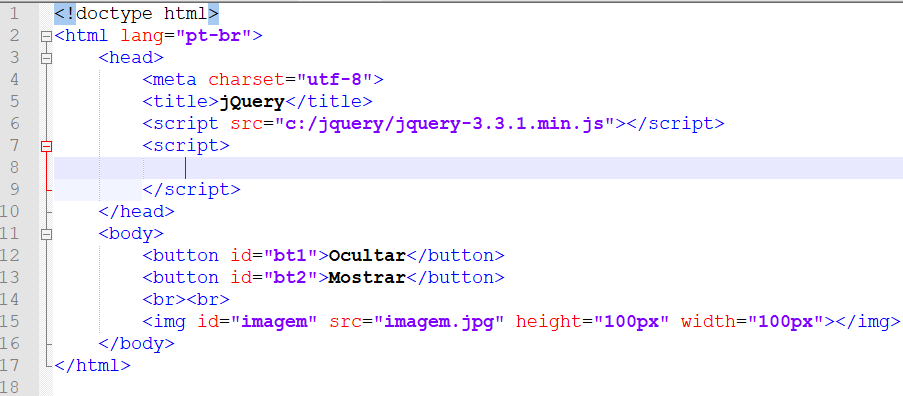 1 <!doctype html>
2 <html lang="pt-br">
3 <head>
4 <meta charset="utf-8">
5 <title>jQuery</title>
6 <script src="c:/jquery/jquery-3.3.1.min.js"></script>
7 <script>
8
9 </script>
10 </head>
11 <body>
12 <button id="bt1">Ocultar</button>
13 <button id="bt2">Mostrar</button>
14 <br><br>
15 <img id="imagem" src="imagem.jpg" height="100px" width="100px"></img>
16 </body>
17 </html>
18